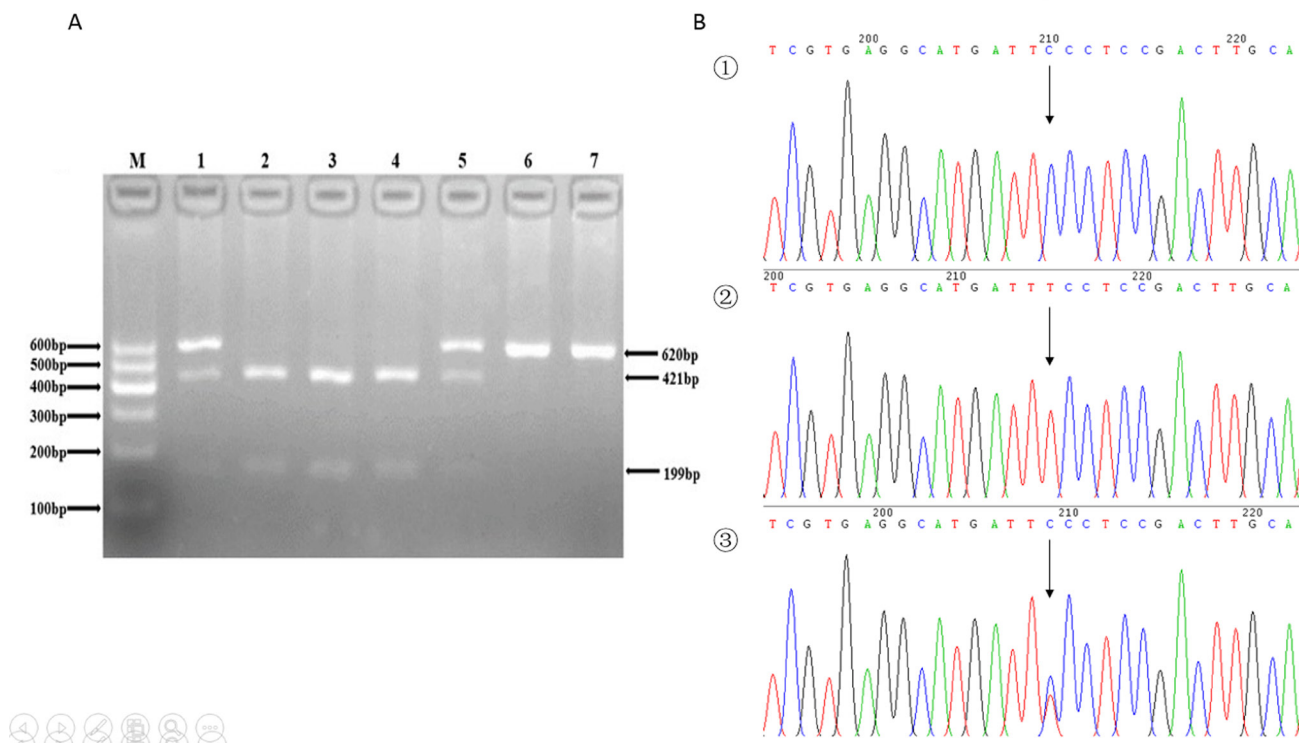 A
M 1 2 3 4 5 6 7
600bp
500bp
400bp
300bp
200bp
100bp
620bp
421bp
199bp
B
①
200 210 220
T C G T G A G G C A T G A T T C C C T C C G A C T T G C A
②
200 210 220
T C G T G A G G C A T G A T T T C C T C C G A C T T G C A
③
200 210 220
T C G T G A G G C A T G A T T C C C T C C G A C T T G C A